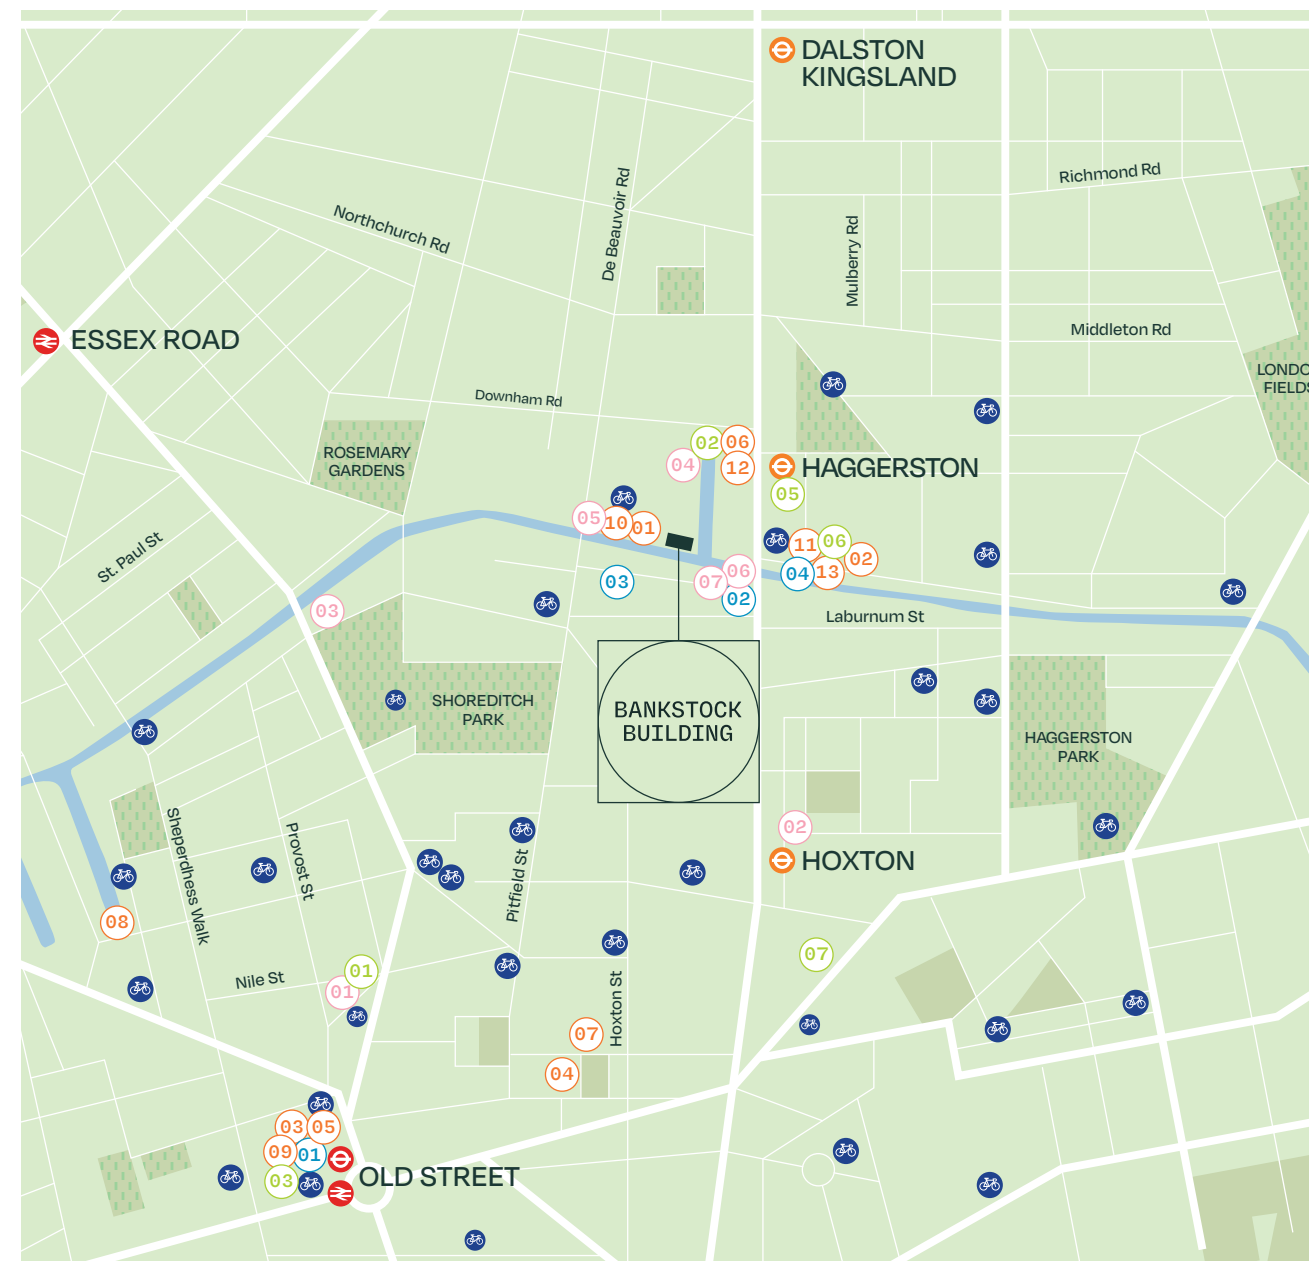 DALSTON
KINGSLAND
Richmond Rd
De Beauvoir Rd
Northchurch Rd
Mulberry Rd
ESSEX ROAD
Middleton Rd
LONDO
FIELDS
Downham Rd
02
06
ROSEMARY
GARDENS
04
12
HAGGERSTON
05
05
10
01
St. Paul St
11
06
02
03
07
06
04
13
02
03
Laburnum St
SHOREDITCH
PARK
BANKSTOCK
BUILDING
HAGGERSTON
PARK
02
Sheperdhess Walk
Provost St
Pitfield St
HOXTON
08
07
01
Nile St
01
Hoxton St
07
04
03
05
09
01
03
OLD STREET